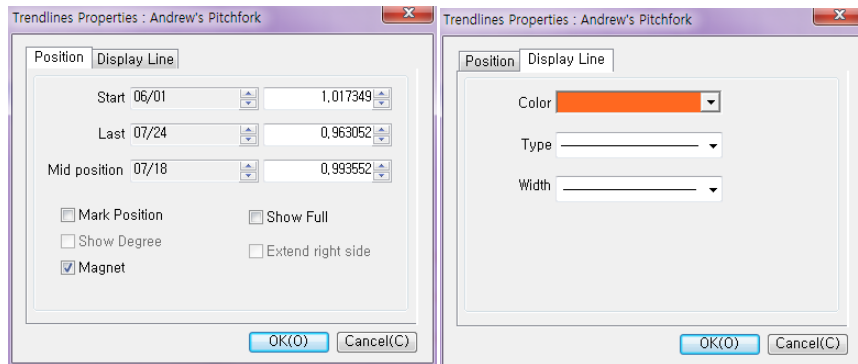 Trendlines Properties : Andrew's Pitchfork
Position Display Line
Start 06/01 1,017349
Last 07/24 0,963052
Mid position 07/18 0,993552
Mark Position Show Full
Show Degree Extend right side
Magnet
OK(O) Cancel(C)
Trendlines Properties : Andrew's Pitchfork
Position Display Line
Color
Type
Width
OK(O) Cancel(C)